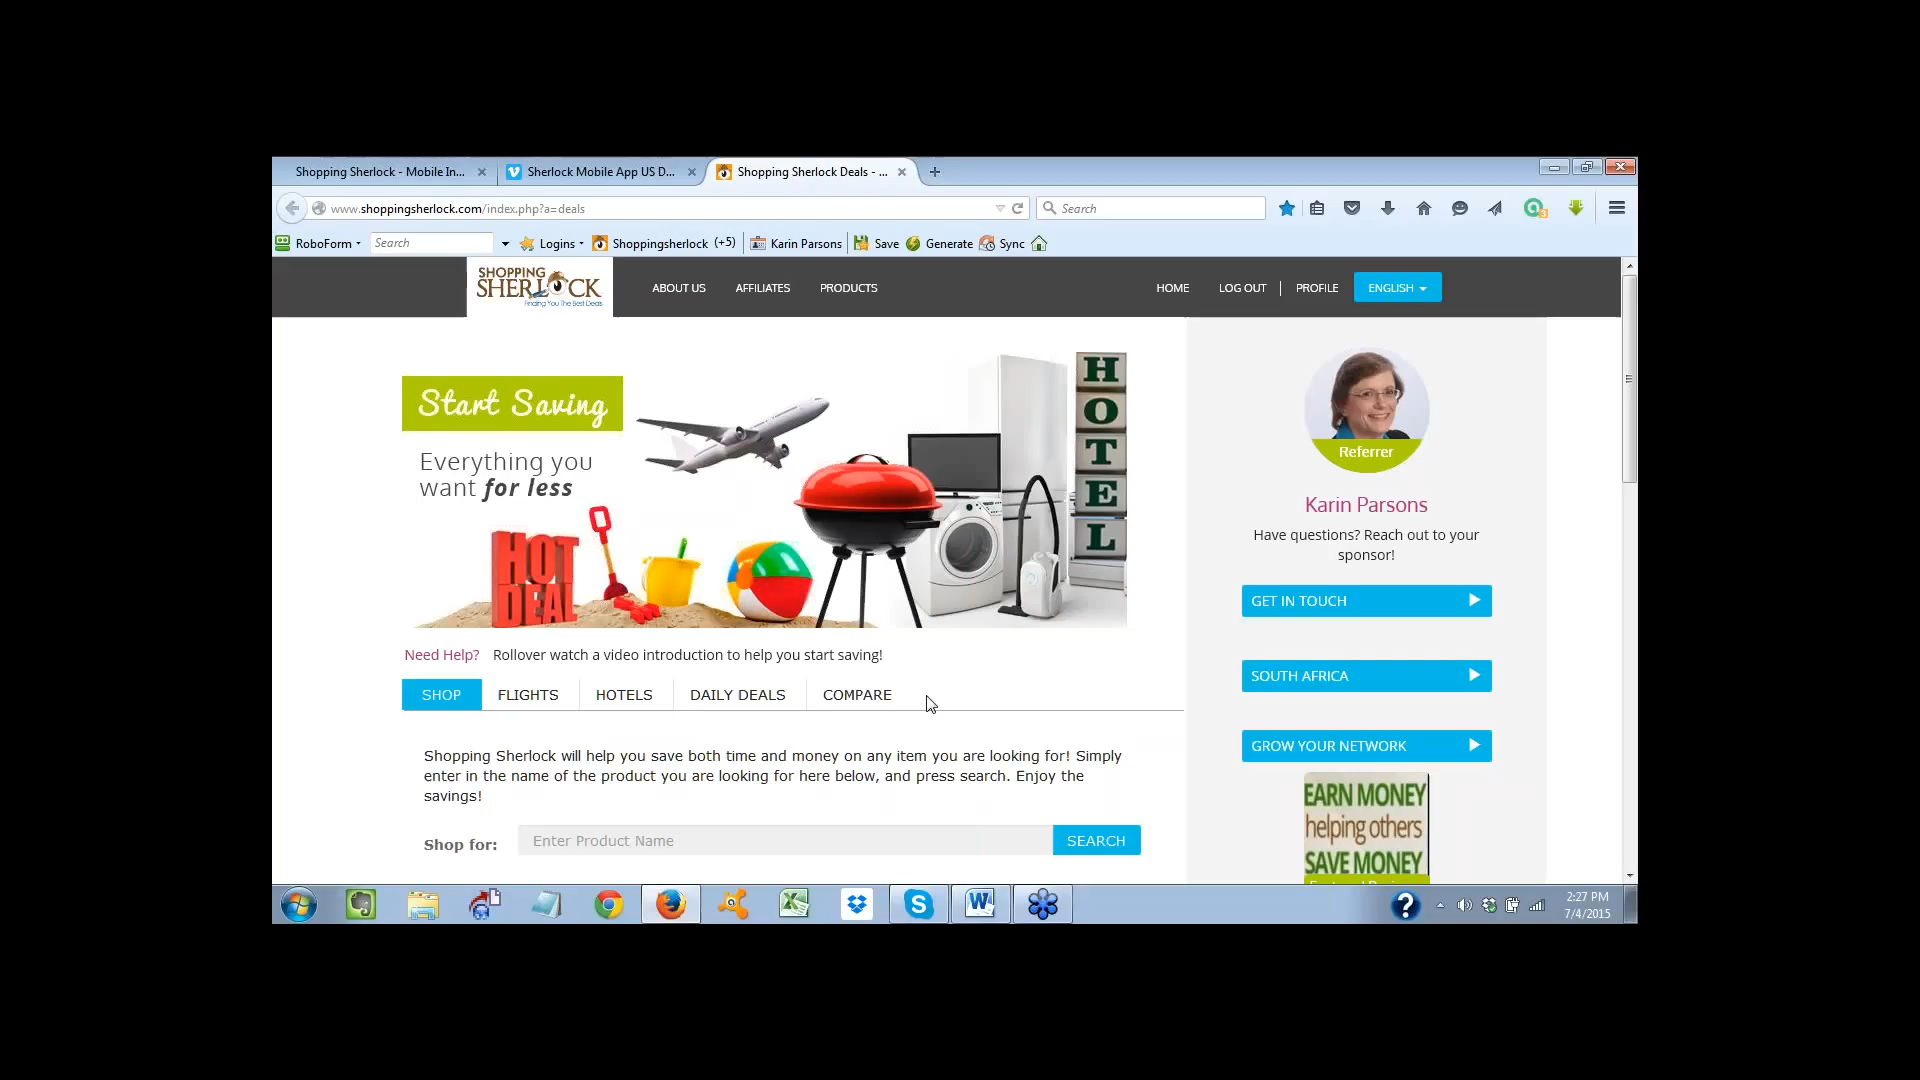 Shopping Sherlock - Mobile In...
Sherlock Mobile App US D...
Shopping Sherlock Deals - ...
www.shoppingsherlock.com/index.php?a=deals
Search
RoboForm
Search
Logins
Shoppingsherlock (+5)
Karin Parsons
Save
Generate
Sync
SHOPPING
SHERLOCK
Finding You The Best Deals
ABOUT US
AFFILIATES
PRODUCTS
HOME
LOG OUT
PROFILE
ENGLISH
Start Saving
Everything you
want for less
HOT
DEAL
HOTEL
Need Help? Rollover watch a video introduction to help you start saving!
SHOP
FLIGHTS
HOTELS
DAILY DEALS
COMPARE
Shopping Sherlock will help you save both time and money on any item you are looking for! Simply
enter in the name of the product you are looking for here below, and press search. Enjoy the
savings!
Shop for:
Enter Product Name
SEARCH
Referrer
Karin Parsons
Have questions? Reach out to your
sponsor!
GET IN TOUCH
SOUTH AFRICA
GROW YOUR NETWORK
EARN MONEY
helping others
SAVE MONEY
2:27 PM
7/4/2015